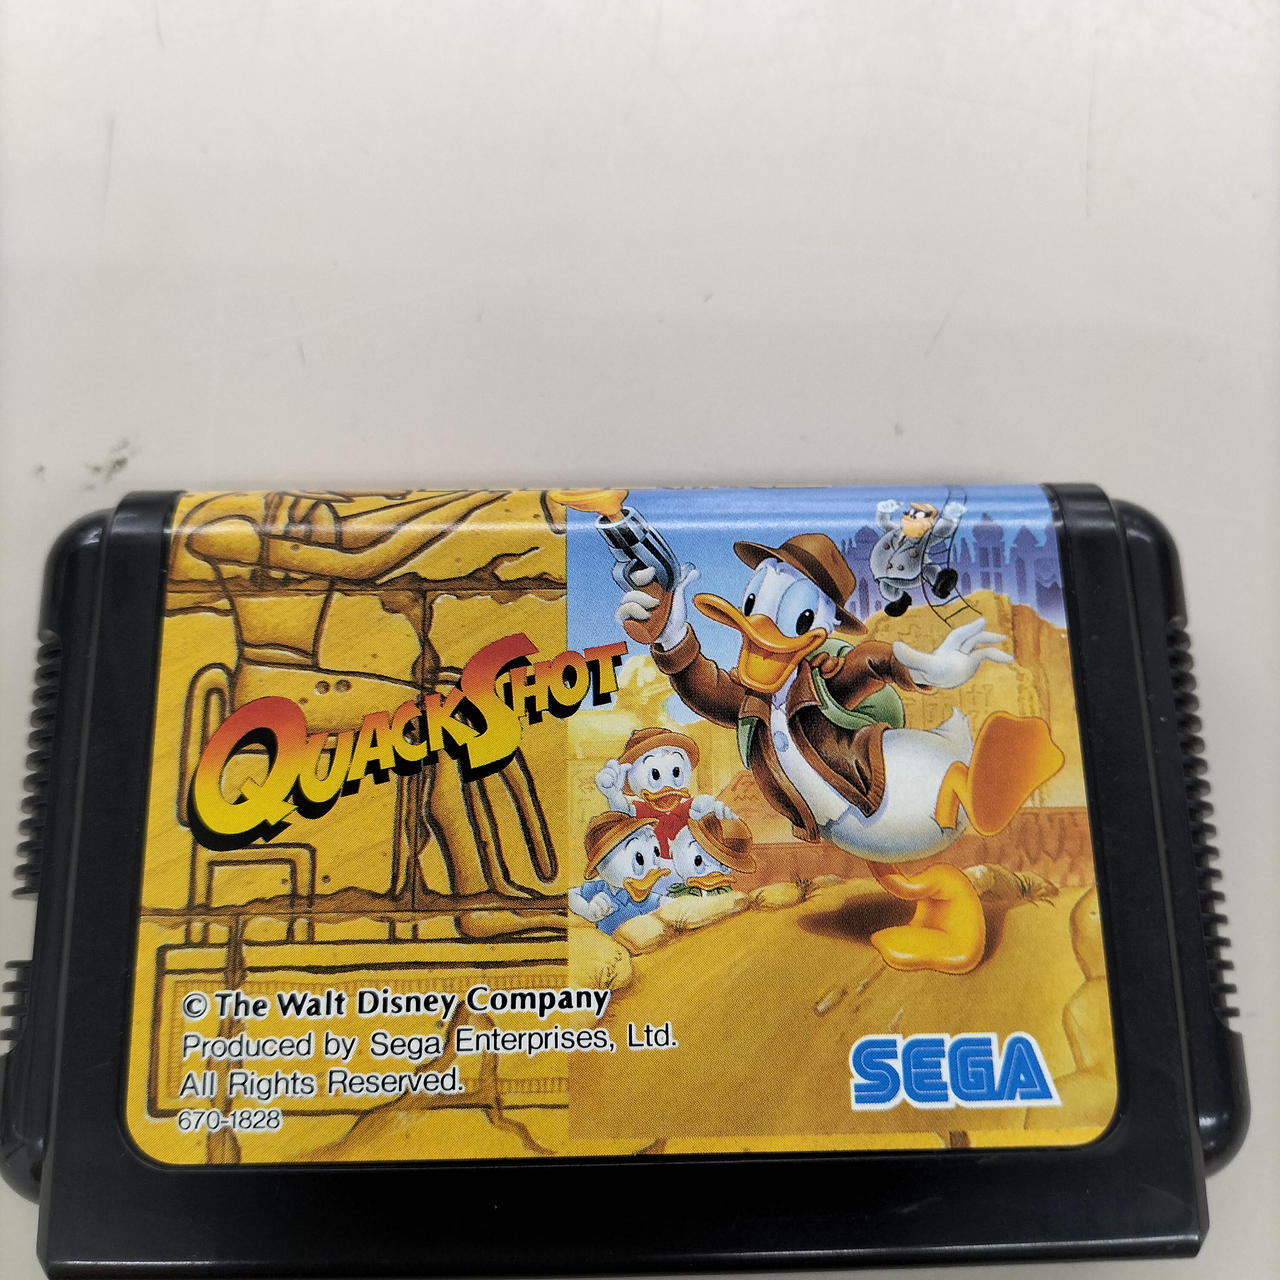 QUACKSHOT
© The Walt Disney Company
Produced by Sega Enterprises, Ltd.
All Rights Reserved.
670-1828
SEGA